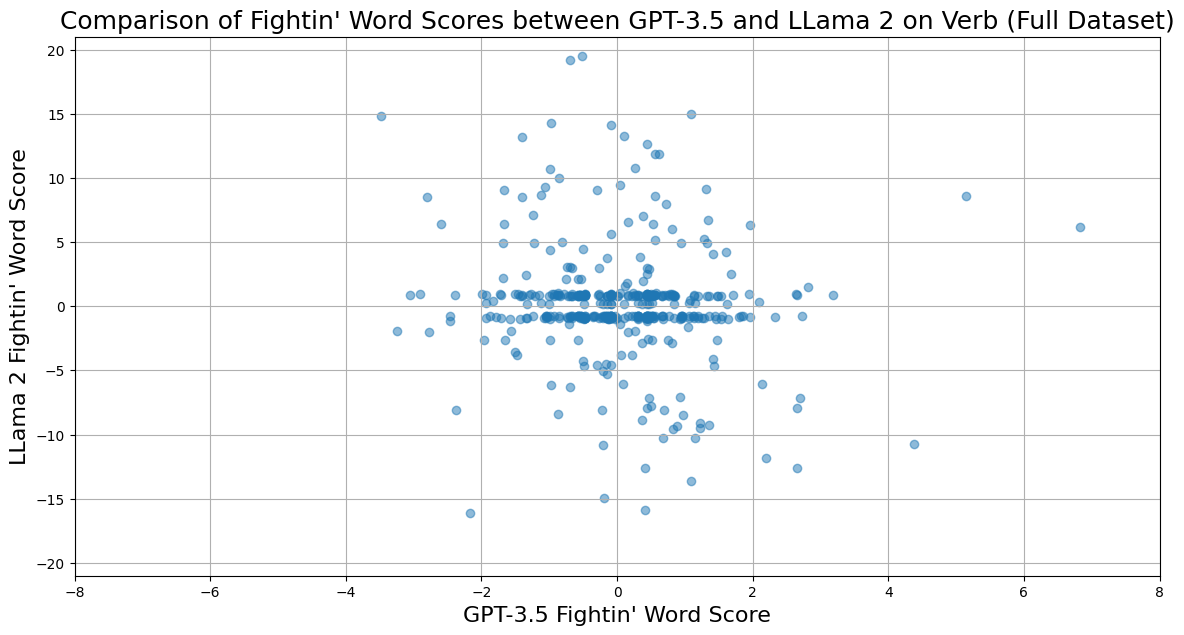 Comparison of Fightin' Word Scores between GPT-3.5 and LLama 2 on Verb (Full Dataset)
20
15
10
5
0
−5
−10
−15
−20
LLama 2 Fightin' Word Score
−8 −6 −4 −2 0 2 4 6 8
GPT-3.5 Fightin' Word Score